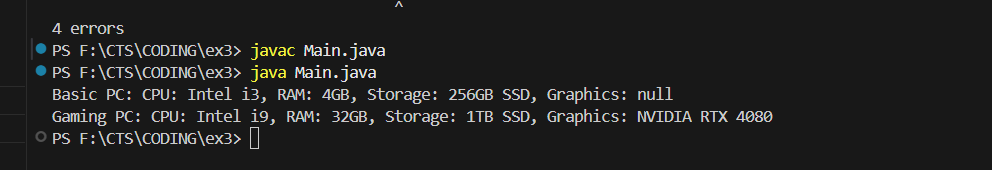 ^
4 errors
PS F:\CTS\CODING\ex3> javac Main.java
PS F:\CTS\CODING\ex3> java Main.java
Basic PC: CPU: Intel i3, RAM: 4GB, Storage: 256GB SSD, Graphics: null
Gaming PC: CPU: Intel i9, RAM: 32GB, Storage: 1TB SSD, Graphics: NVIDIA RTX 4080
PS F:\CTS\CODING\ex3>